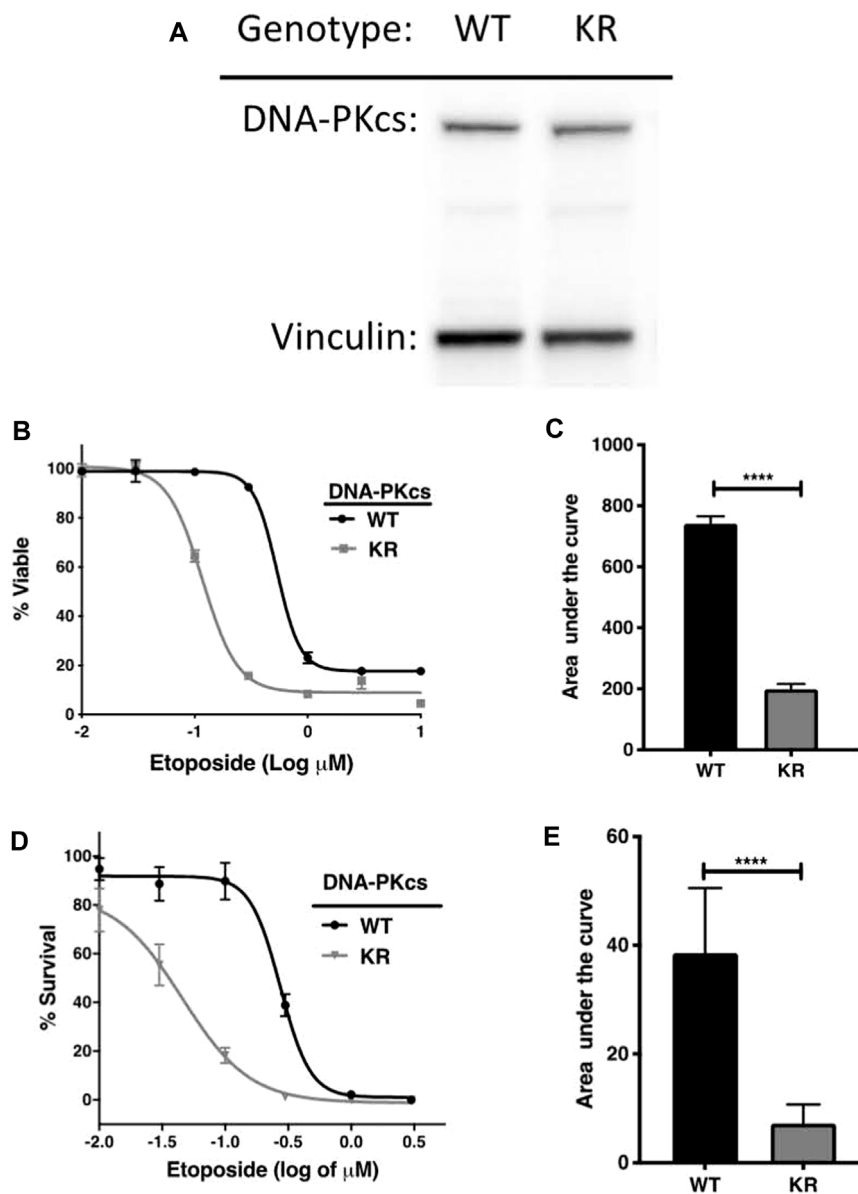 A
Genotype: WT KR
DNA-PKcs:
Vinculin:
B
100
80
60
40
20
0
-2 -1 0 1
% Viable
Etoposide (Log µM)
DNA-PKcs
WT
KR
C
1000
800
600
400
200
0
Area under the curve
****
WT KR
D
100
80
60
40
20
0
-2.0 -1.5 -1.0 -0.5 0.0 0.5
% Survival
Etoposide (log of µM)
DNA-PKcs
WT
KR
E
60
40
20
0
Area under the curve
****
WT KR